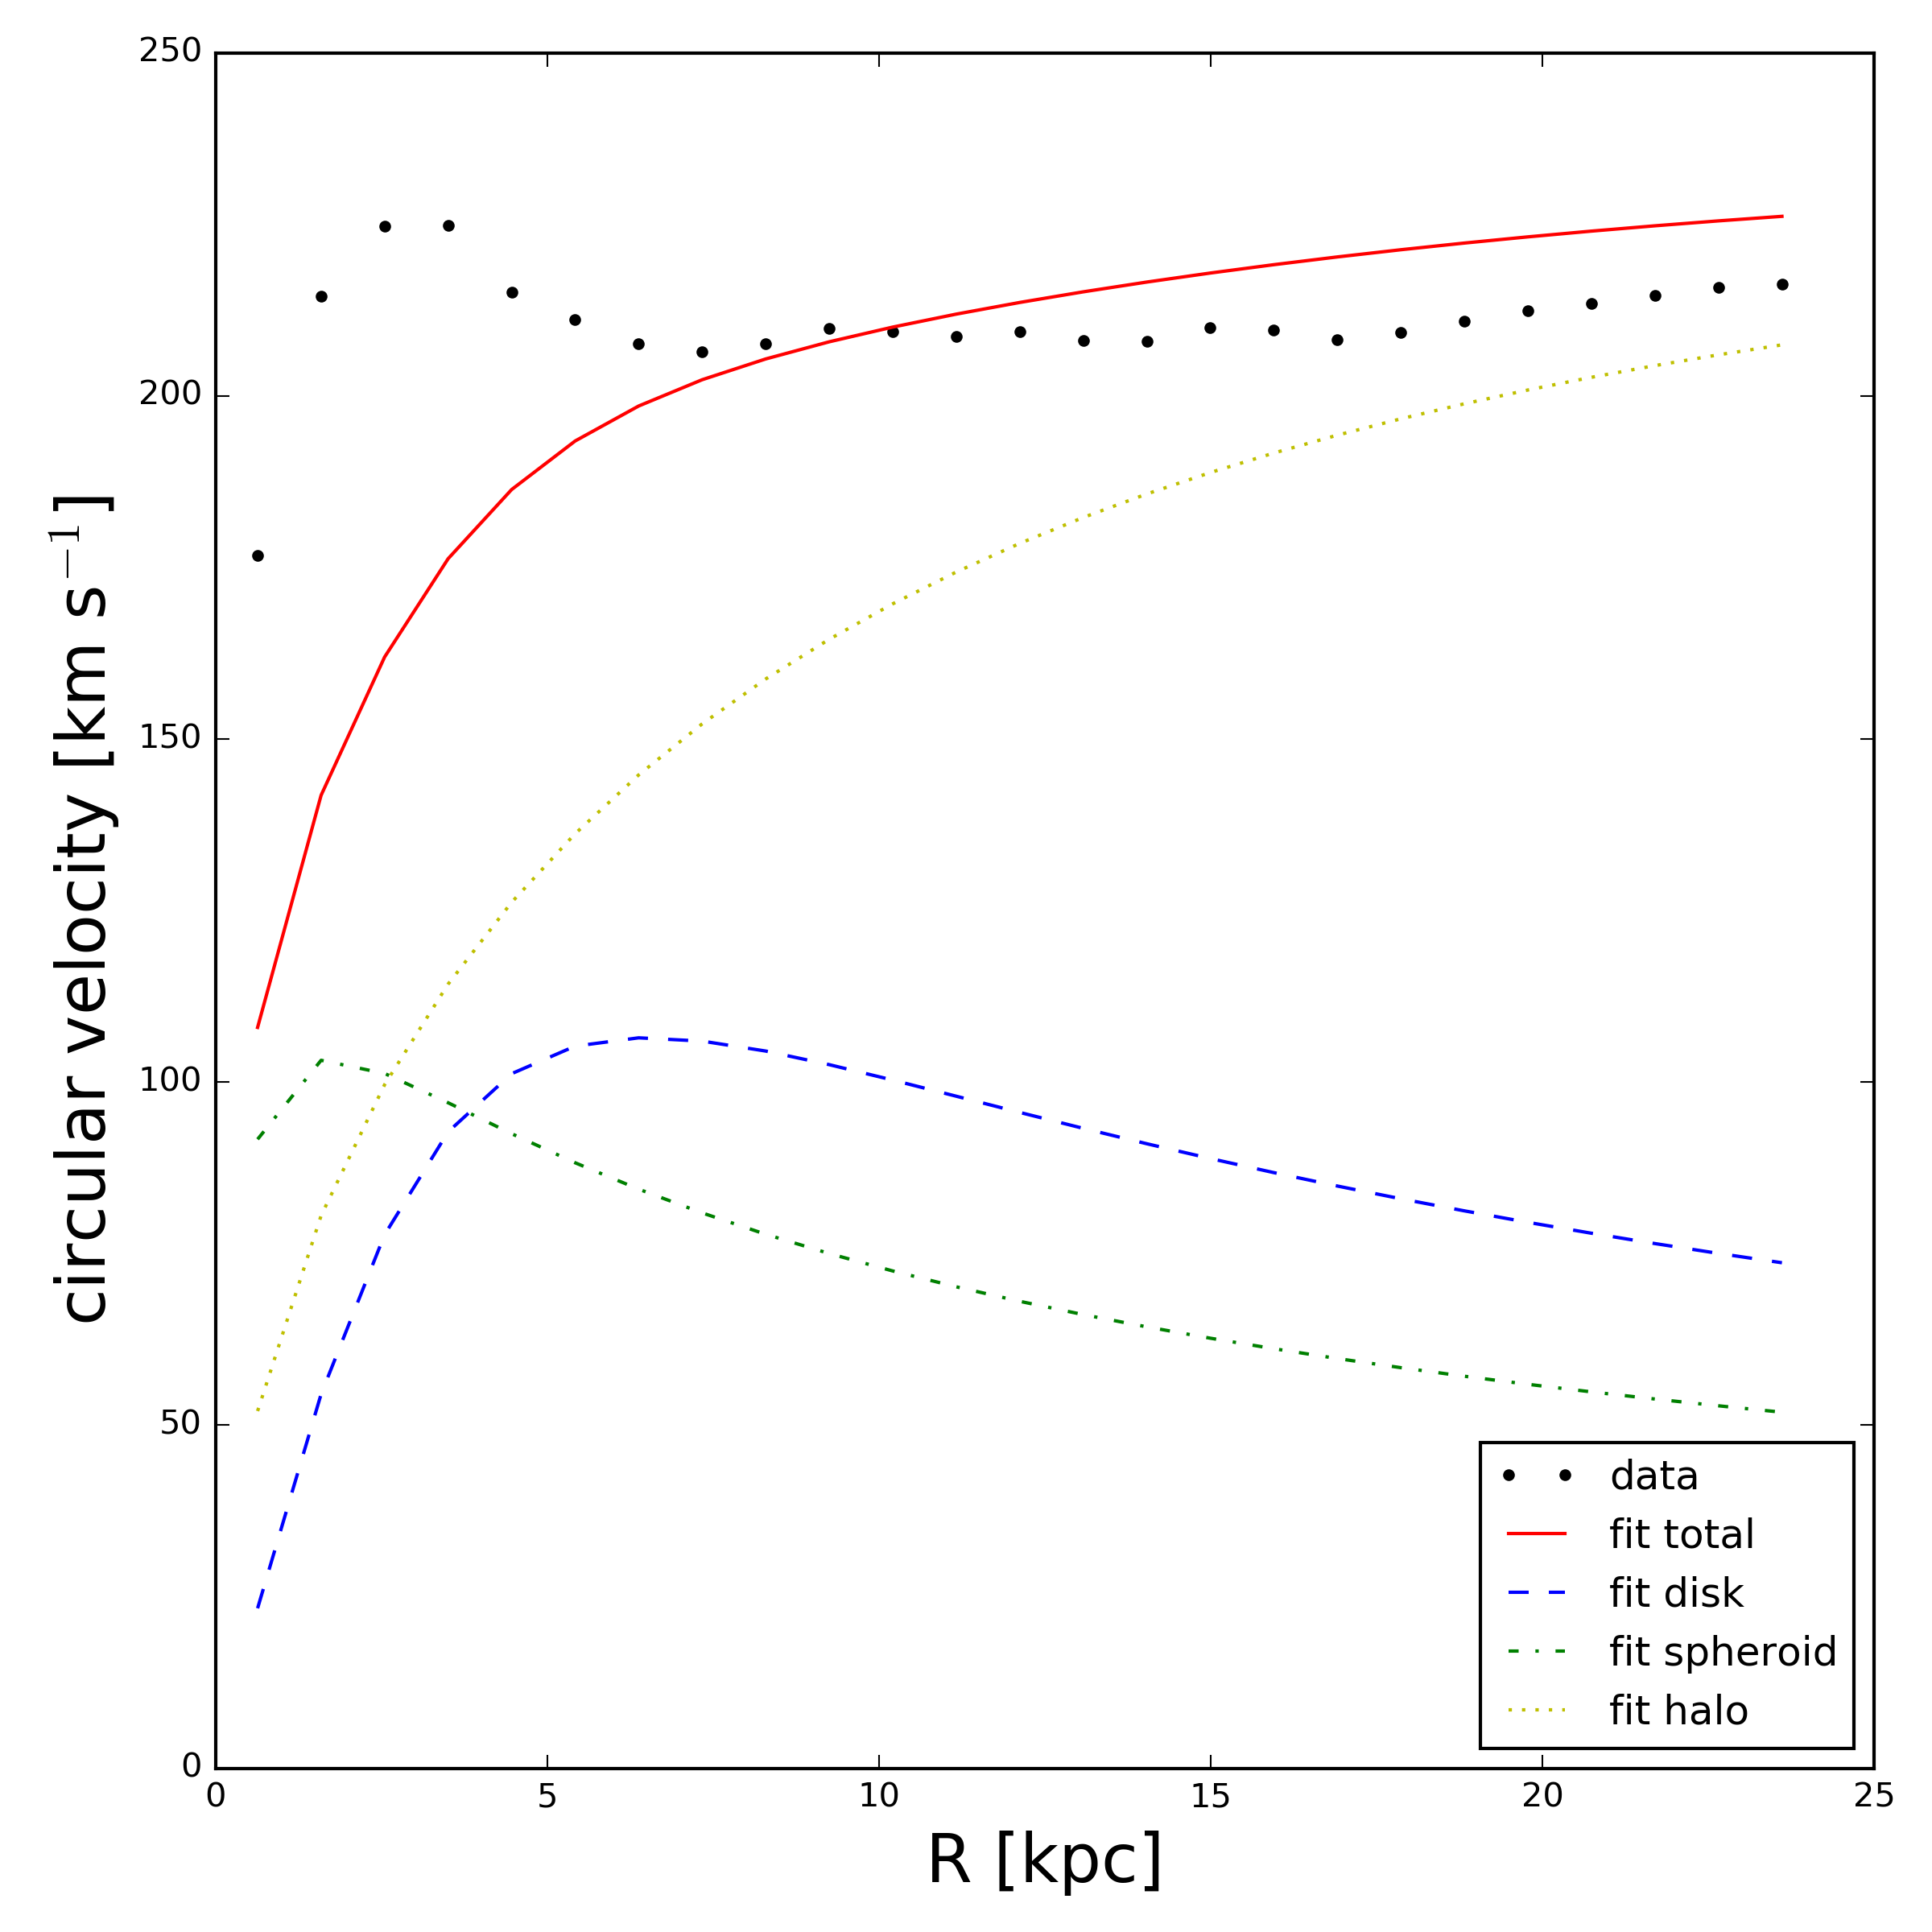 250
200
150
100
50
0
circular velocity [km s⁻¹]
0 5 10 15 20 25
R [kpc]
data
fit total
fit disk
fit spheroid
fit halo